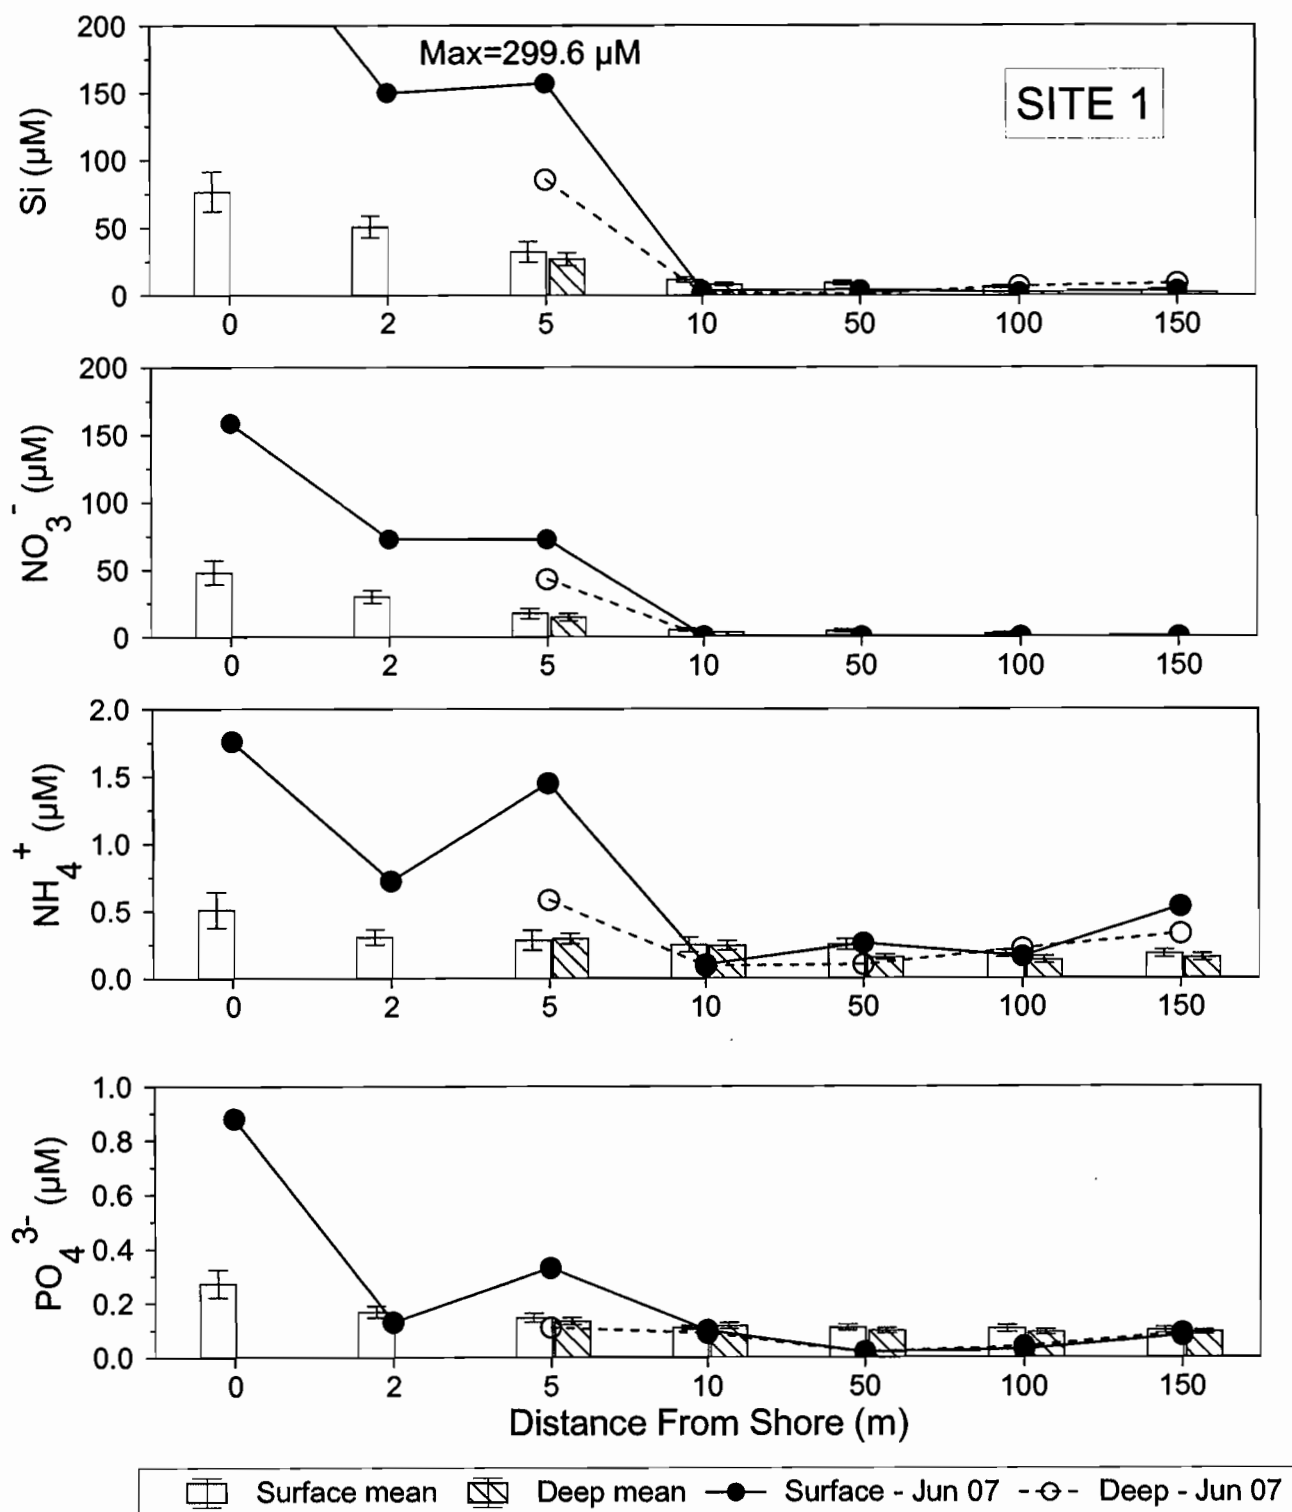 200
Max=299.6 µM
150
SITE 1
100
50
0
Si (µM)
0 2 5 10 50 100 150
200
150
100
50
0
NO3- (µM)
0 2 5 10 50 100 150
2.0
1.5
1.0
0.5
0.0
NH4+ (µM)
0 2 5 10 50 100 150
1.0
0.8
0.6
0.4
0.2
0.0
PO4 3- (µM)
0 2 5 10 50 100 150
Distance From Shore (m)
Surface mean Deep mean Surface - Jun 07 Deep - Jun 07